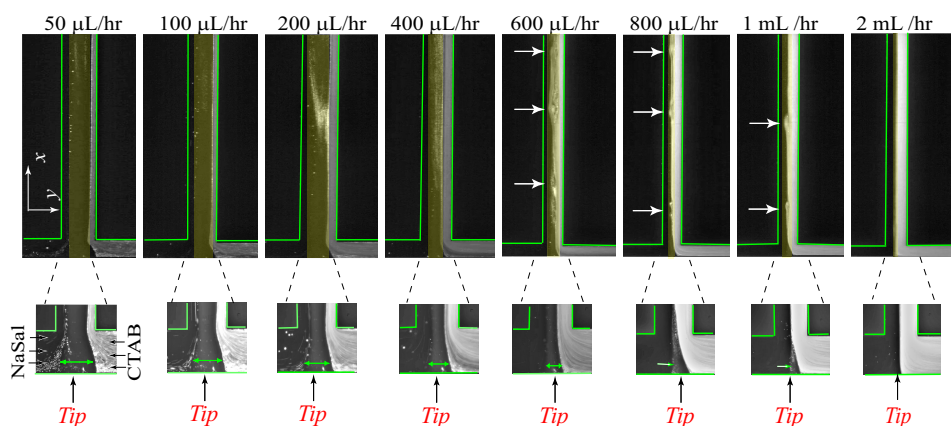 50 μL/hr 100 μL/hr 200 μL/hr 400 μL/hr 600 μL/hr 800 μL/hr 1 mL /hr 2 mL /hr
x
y
NaSal
CTAB
Tip Tip Tip Tip Tip Tip Tip Tip